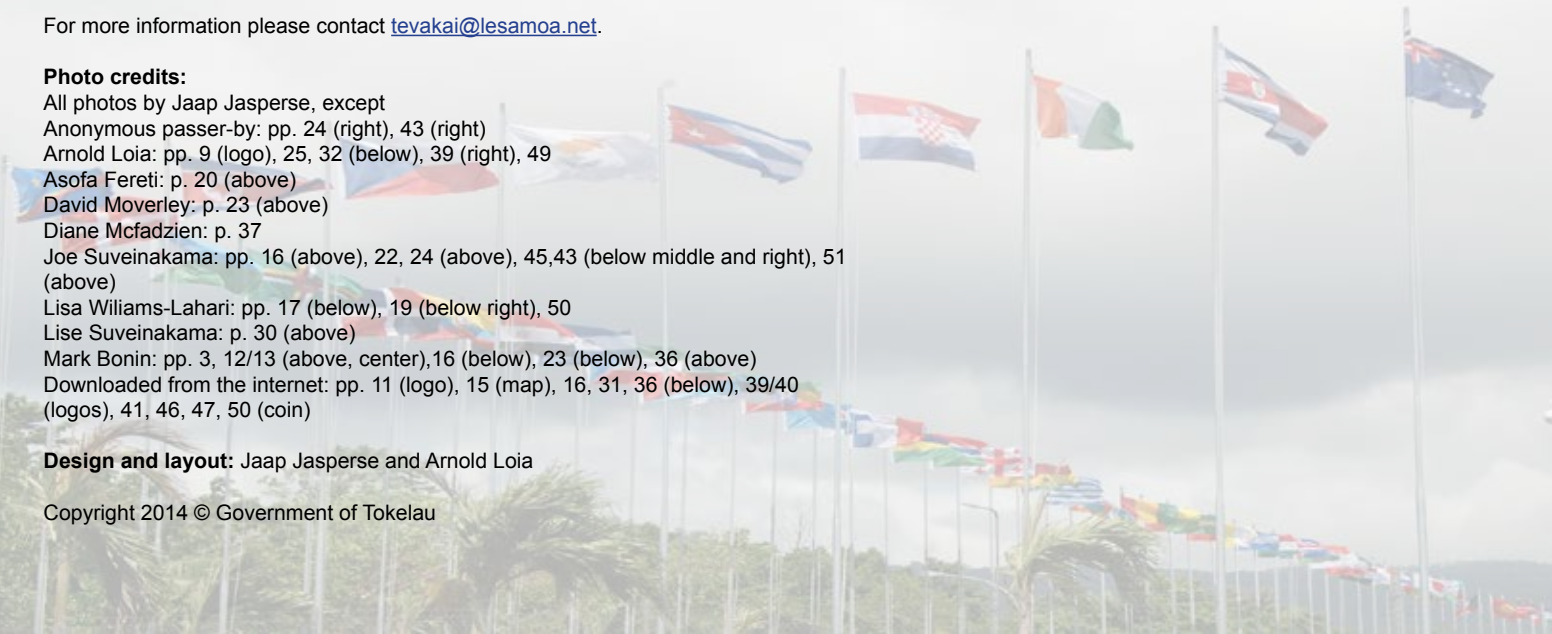 For more information please contact tevakai@lesamoa.net.
Photo credits:
All photos by Jaap Jasperse, except
Anonymous passer-by: pp. 24 (right), 43 (right)
Arnold Loia: pp. 9 (logo), 25, 32 (below), 39 (right), 49
Asofa Fereti: p. 20 (above)
David Moverley: p. 23 (above)
Diane Mcfadzien: p. 37
Joe Suveinakama: pp. 16 (above), 22, 24 (above), 45,43 (below middle and right), 51
(above)
Lisa Wiliams-Lahari: pp. 17 (below), 19 (below right), 50
Lise Suveinakama: p. 30 (above)
Mark Bonin: pp. 3, 12/13 (above, center),16 (below), 23 (below), 36 (above)
Downloaded from the internet: pp. 11 (logo), 15 (map), 16, 31, 36 (below), 39/40
(logos), 41, 46, 47, 50 (coin)
Design and layout: Jaap Jasperse and Arnold Loia
Copyright 2014 © Government of Tokelau